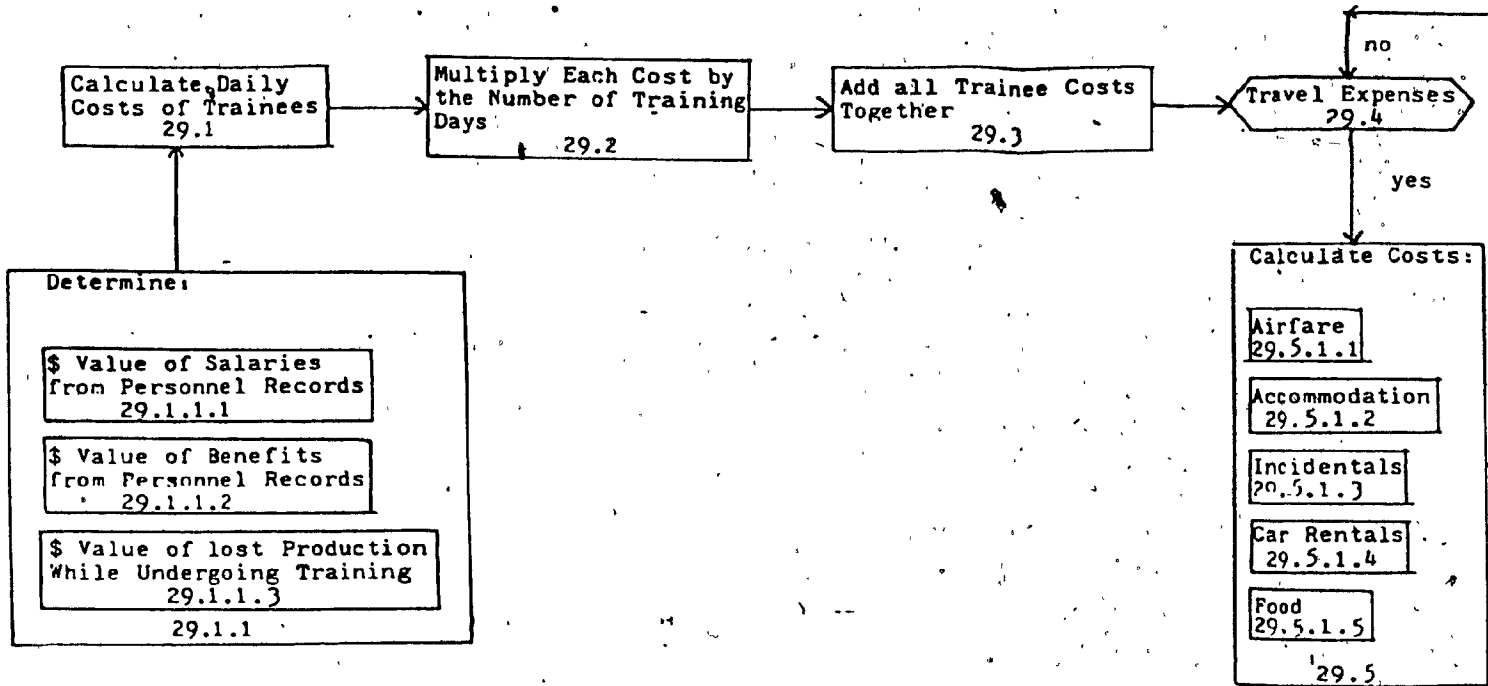 no
Calculate Daily
Costs of Trainees
29.1
Multiply Each Cost by
the Number of Training
Days
29.2
Add all Trainee Costs
Together
29.3
Travel Expenses
29.4
yes
Determine:
$ Value of Salaries
from Personnel Records
29.1.1.1
$ Value of Benefits
from Personnel Records
29.1.1.2
$ Value of lost Production
While Undergoing Training
29.1.1.3
29.1.1
Calculate Costs:
Airfare
29.5.1.1
Accommodation
29.5.1.2
Incidentals
29.5.1.3
Car Rentals
29.5.1.4
Food
29.5.1.5
29.5